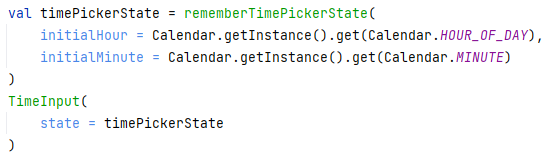 val timePickerState = rememberTimePickerState(
    initialHour = Calendar.getInstance().get(Calendar.HOUR_OF_DAY),
    initialMinute = Calendar.getInstance().get(Calendar.MINUTE)
)
TimeInput(
    state = timePickerState
)